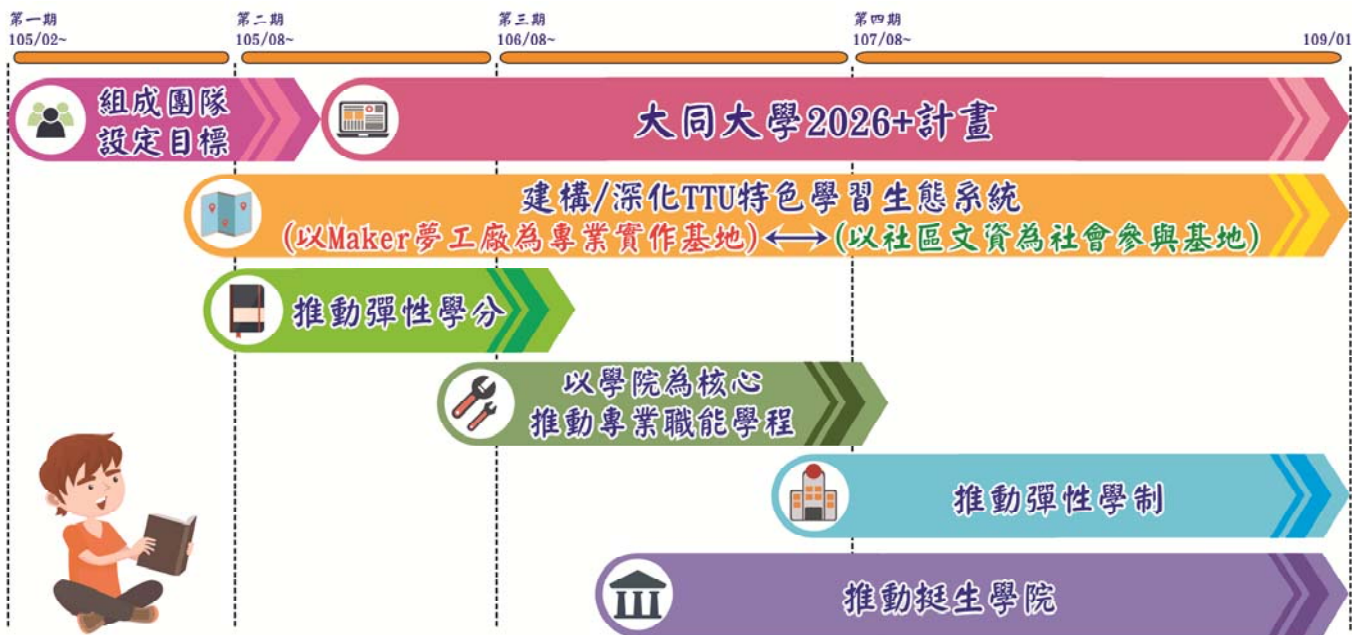 第一期
105/02~
第二期
105/08~
第三期
106/08~
第四期
107/08~
109/01
組成團隊
設定目標
大同大學2026+計畫
建構/深化TTU特色學習生態系統
(以Maker夢工廠為專業實作基地)⟷(以社區文資為社會參與基地)
推動彈性學分
以學院為核心
推動專業職能學程
推動彈性學制
推動挺生學院